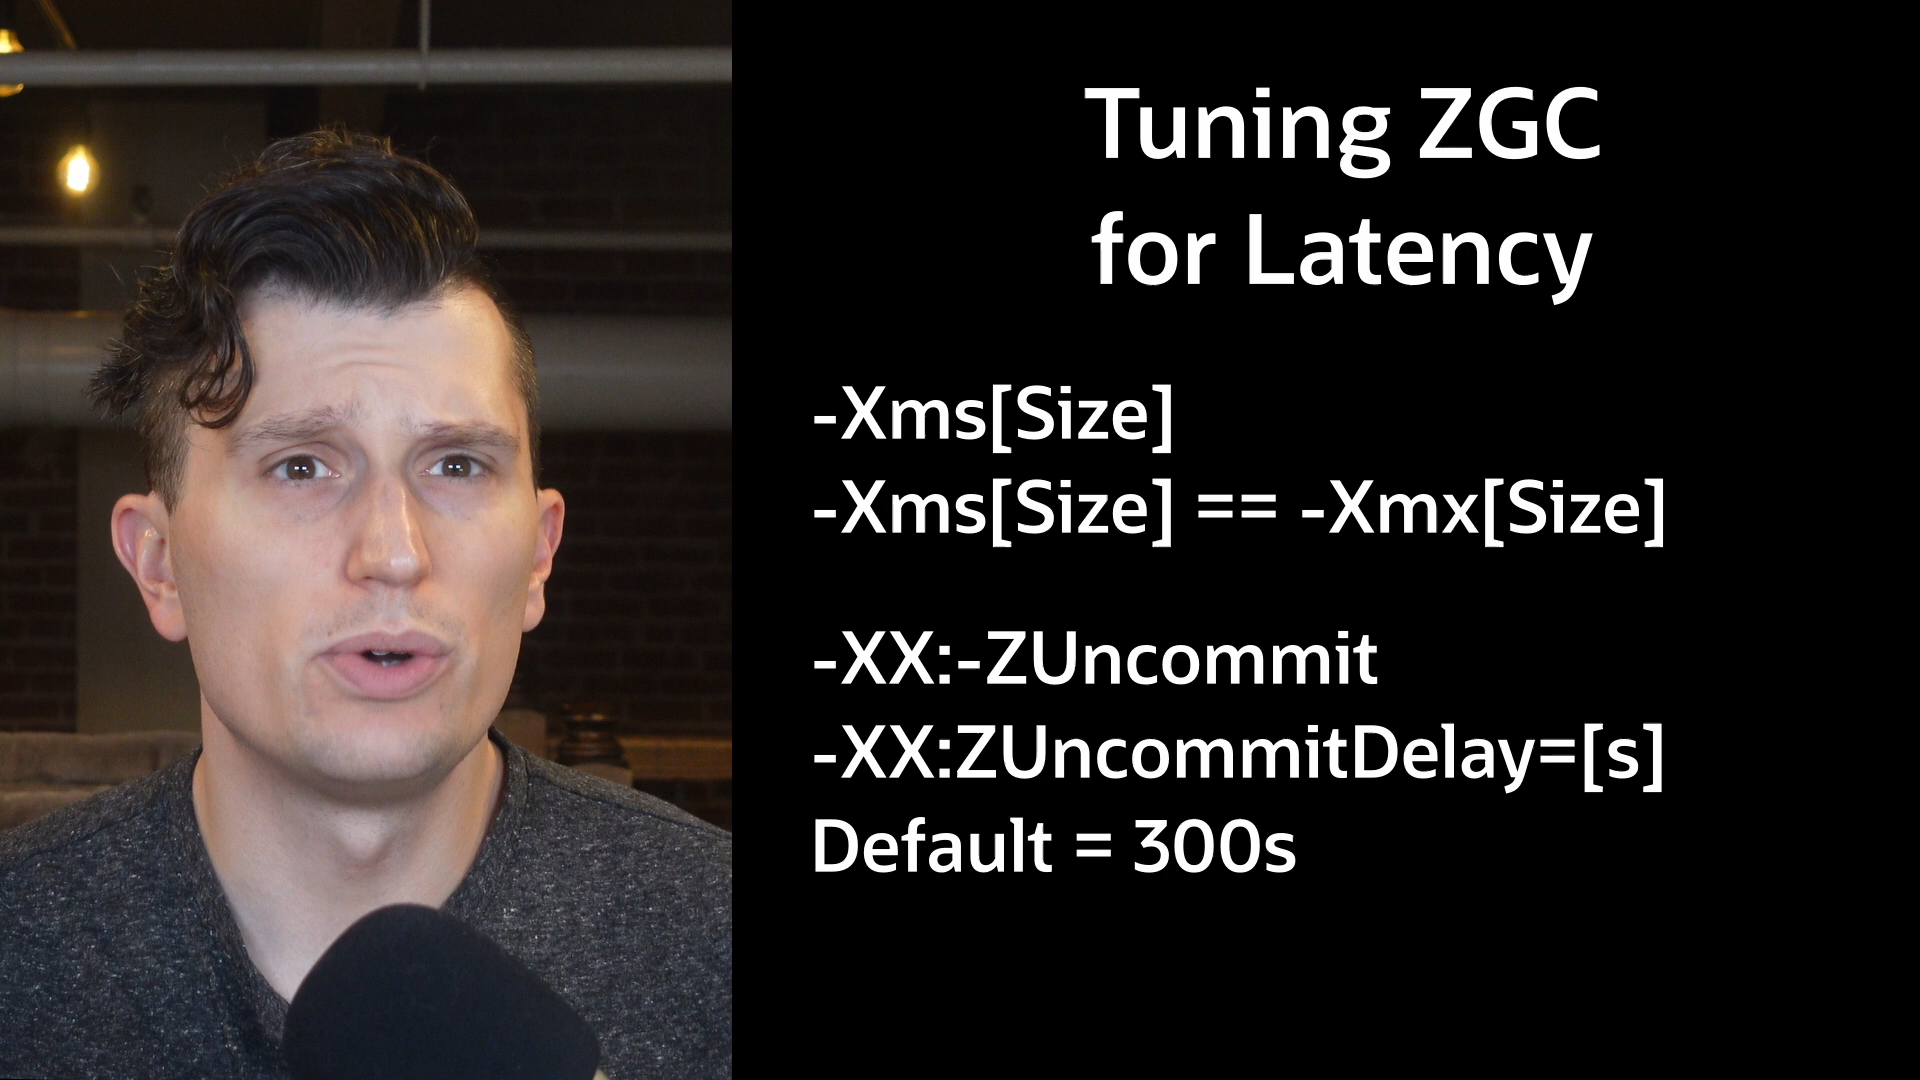 Tuning ZGC
for Latency
-Xms[Size]
-Xms[Size] == -Xmx[Size]
-XX:-ZUncommit
-XX:ZUncommitDelay=[s]
Default = 300s